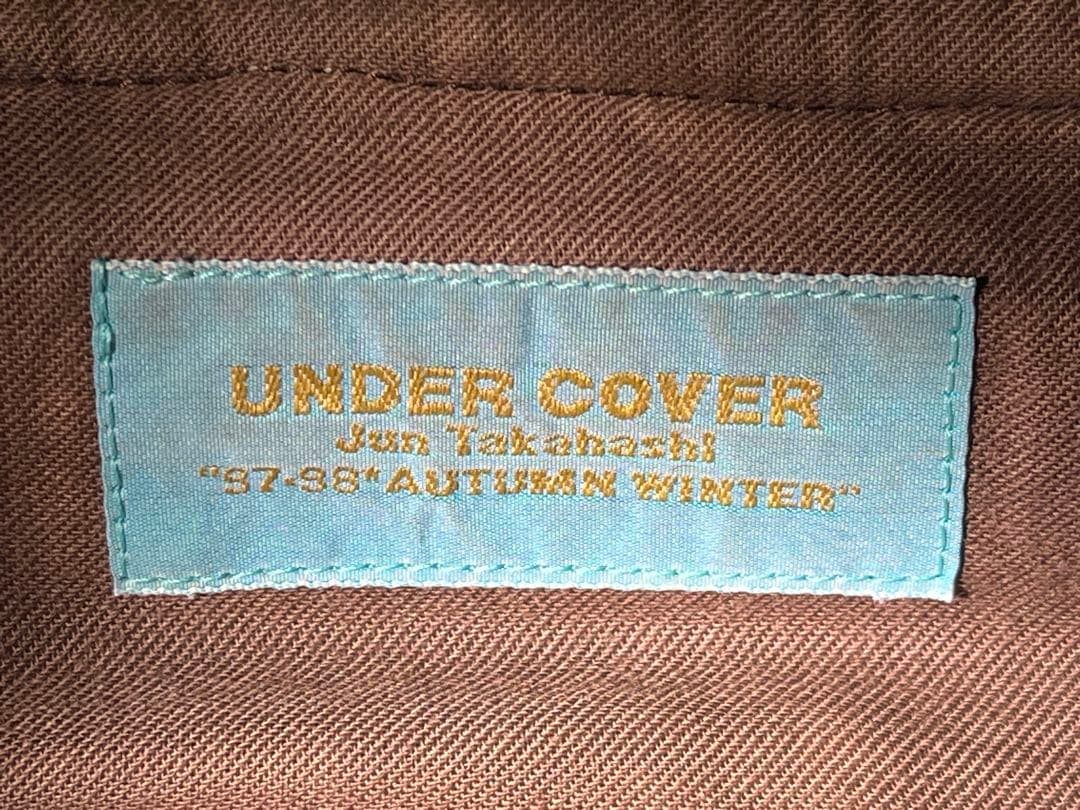 UNDER COVER
Jun Takahashi
"97-98*AUTUMN WINTER"